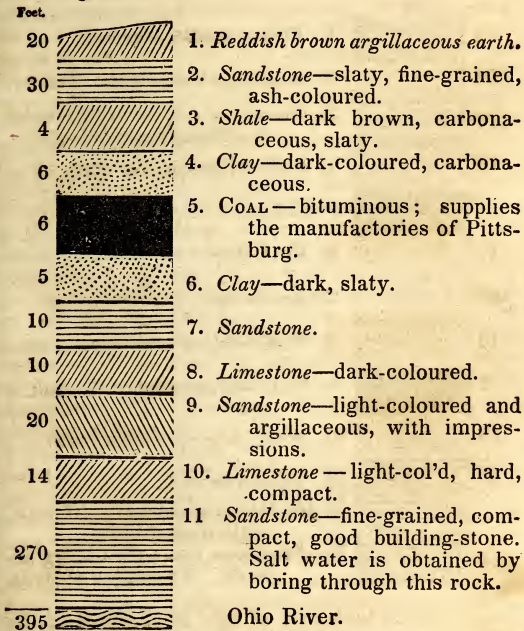 Feet.
20 1. Reddish brown argillaceous earth.
30 2. Sandstone—slaty, fine-grained,
ash-coloured.
4 3. Shale—dark brown, carbona-
ceous, slaty.
6 4. Clay—dark-coloured, carbona-
ceous.
6 5. COAL—bituminous; supplies
the manufactories of Pitts-
burg.
5 6. Clay—dark, slaty.
10 7. Sandstone.
10 8. Limestone—dark-coloured.
20 9. Sandstone—light-coloured and
argillaceous, with impres-
sions.
14 10. Limestone—light-col'd, hard,
compact.
11 Sandstone—fine-grained, com-
pact, good building-stone.
270 Salt water is obtained by
boring through this rock.
395 Ohio River.